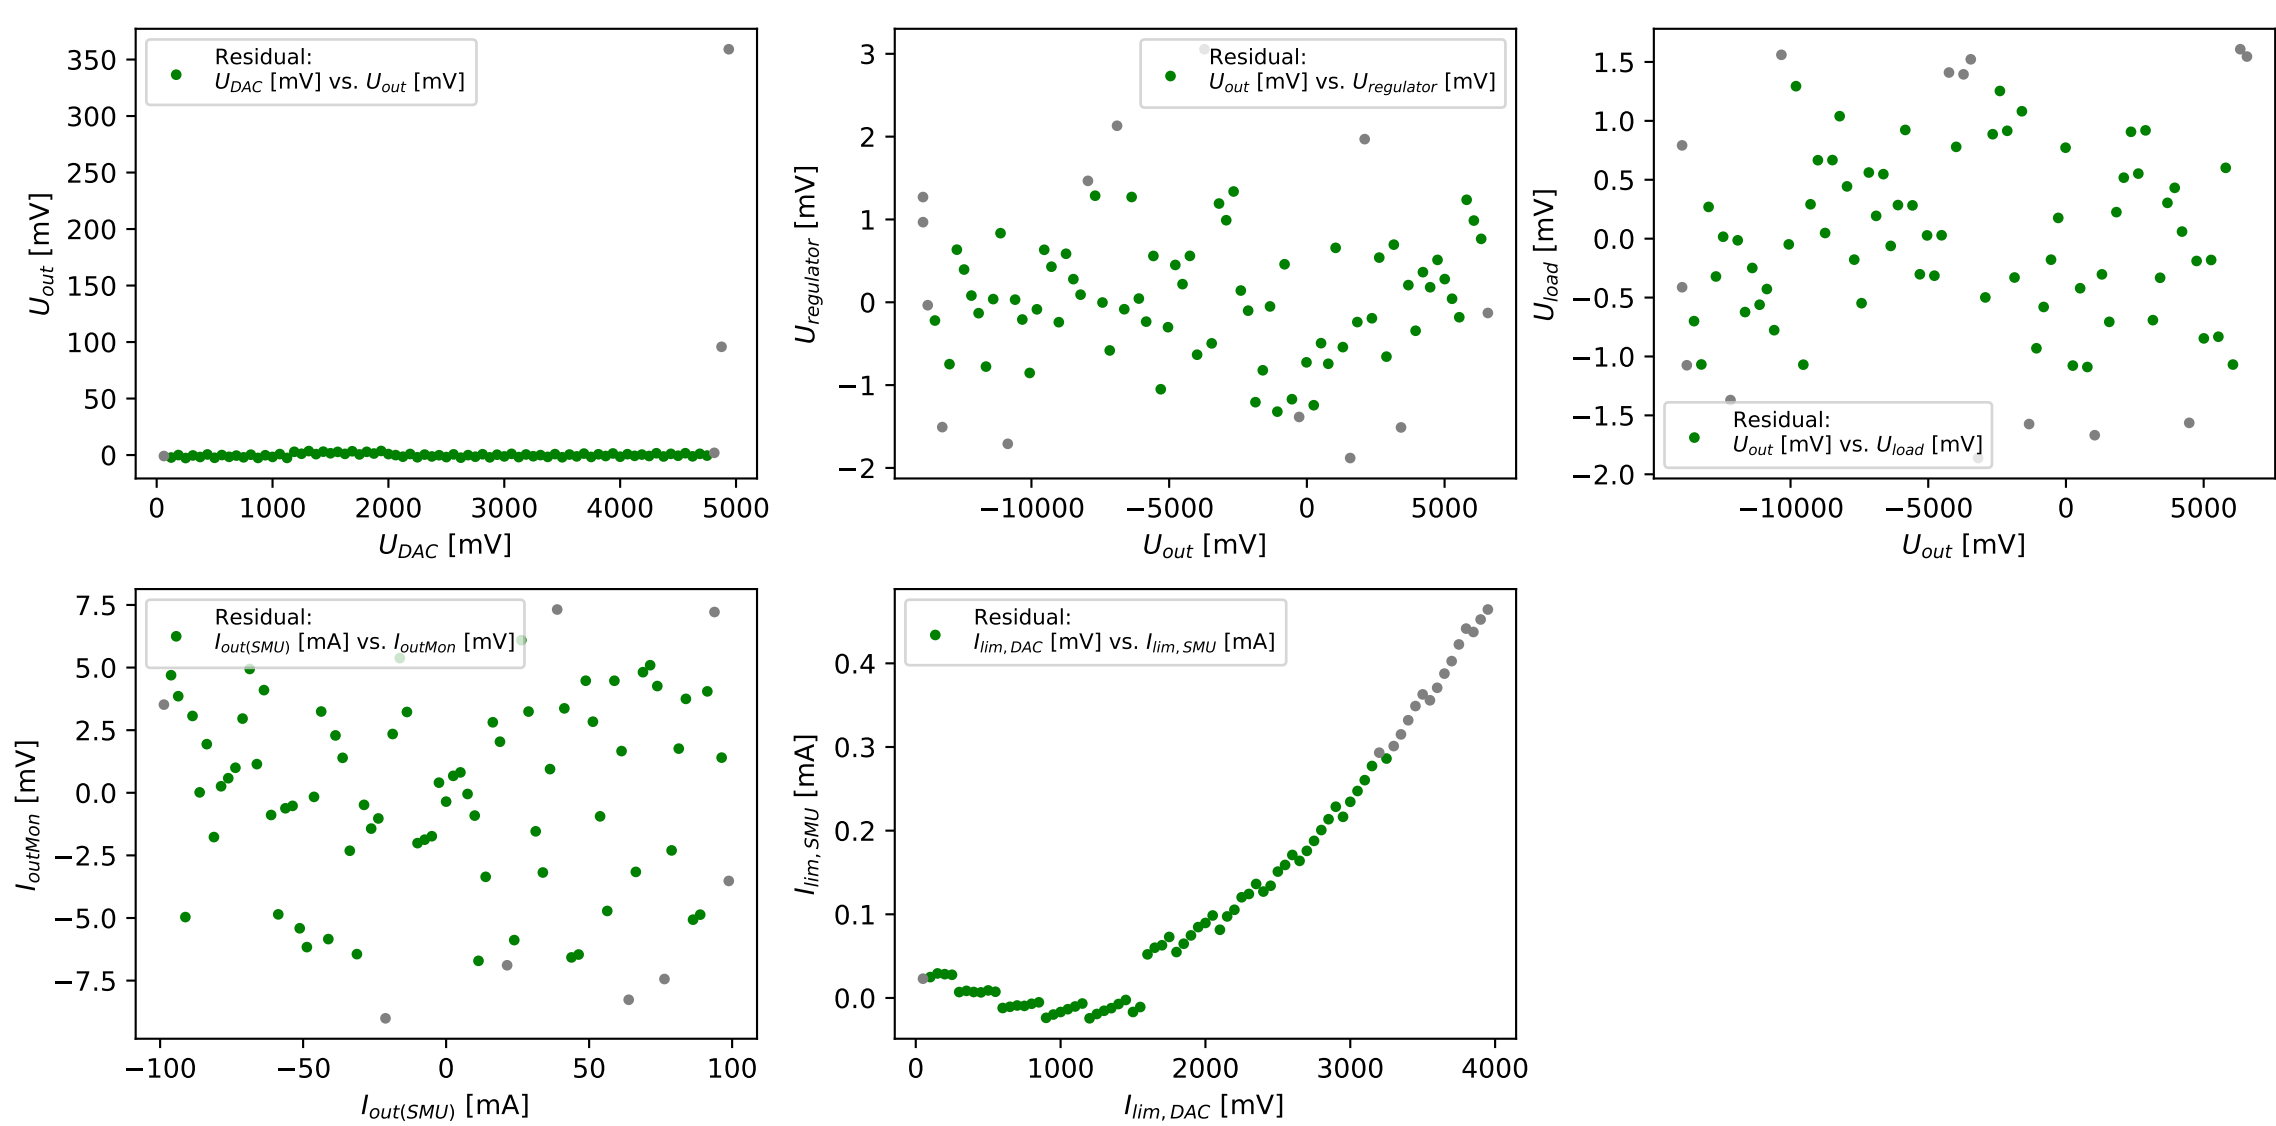 350
300
250
200
150
100
50
0
U_out [mV]
Residual:
U_DAC [mV] vs. U_out [mV]
0 1000 2000 3000 4000 5000
U_DAC [mV]
3
2
1
0
−1
−2
U_regulator [mV]
Residual:
U_out [mV] vs. U_regulator [mV]
−10000 −5000 0 5000
U_out [mV]
1.5
1.0
0.5
0.0
−0.5
−1.0
−1.5
−2.0
U_load [mV]
Residual:
U_out [mV] vs. U_load [mV]
−10000 −5000 0 5000
U_out [mV]
7.5
5.0
2.5
0.0
−2.5
−5.0
−7.5
I_outMon [mV]
Residual:
I_out(SMU) [mA] vs. I_outMon [mV]
−100 −50 0 50 100
I_out(SMU) [mA]
0.4
0.3
0.2
0.1
0.0
I_lim,SMU [mA]
Residual:
I_lim,DAC [mV] vs. I_lim,SMU [mA]
0 1000 2000 3000 4000
I_lim,DAC [mV]